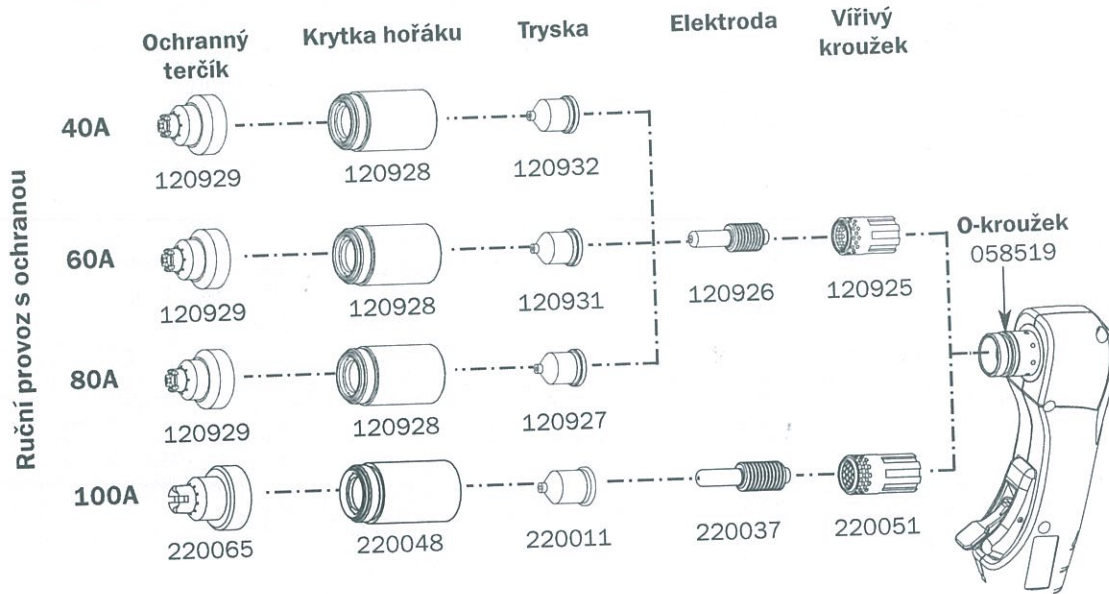 Ochranný
terčík
Krytka hořáku
Tryska
Elektroda
Vířivý
kroužek
Ruční provoz s ochranou
40A
120929
120928
120932
60A
120929
120928
120931
120926
120925
O-kroužek
058519
80A
120929
120928
120927
100A
220065
220048
220011
220037
220051